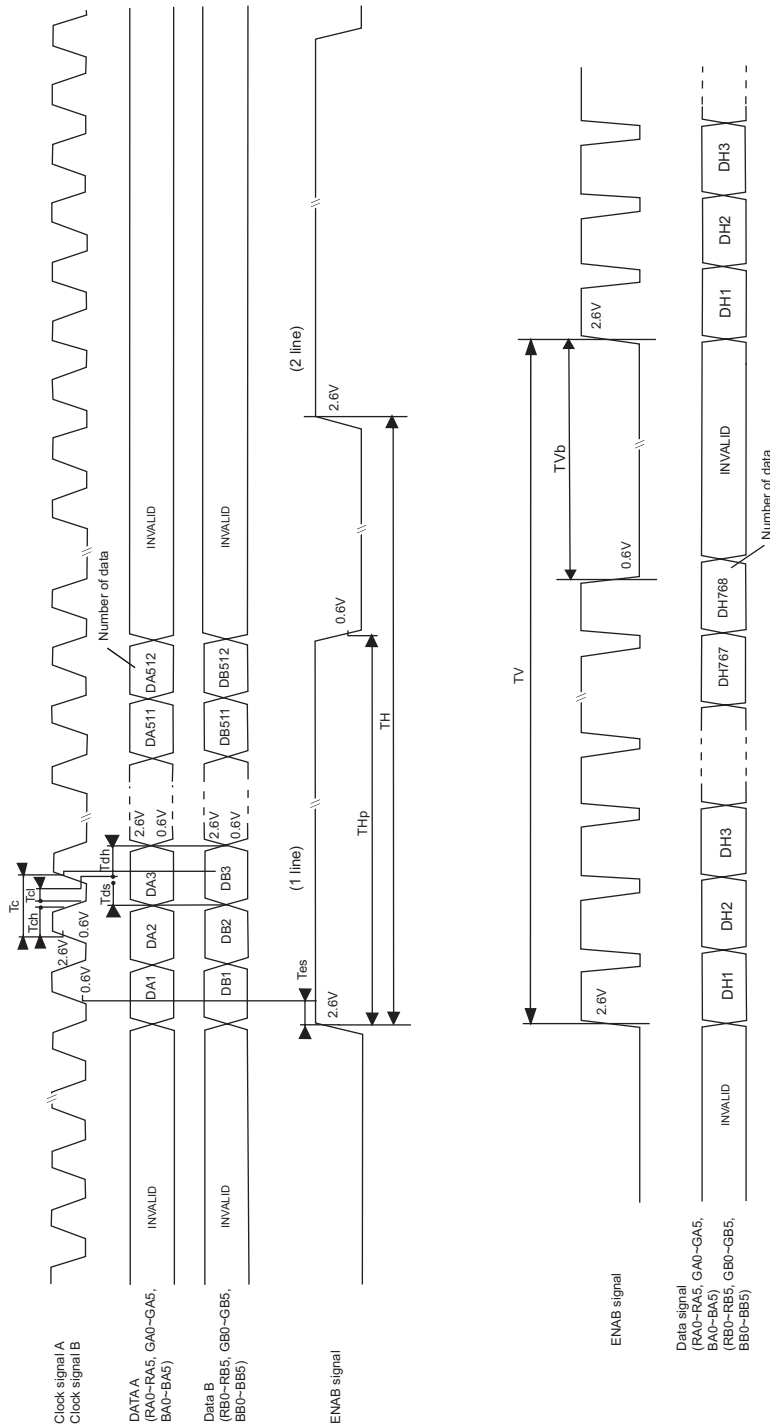 Clock signal A
Clock signal B
Tc
Tch
Tcl
2.6V
0.6V
0.6V
DATA A
(RA0~RA5, GA0~GA5,
BA0~BA5)
INVALID
DA1
DA2
DA3
Tds
Tdh
2.6V
0.6V
DA511
DA512
Number of data
INVALID
Data B
(RB0~RB5, GB0~GB5,
BB0~BB5)
INVALID
DB1
DB2
DB3
2.6V
0.6V
DB511
DB512
INVALID
ENAB signal
Tes
2.6V
(1 line)
0.6V
2.6V
(2 line)
THp
TH
TV
TVb
ENAB signal
2.6V
0.6V
2.6V
Data signal
(RA0~RA5, GA0~GA5,
BA0~BA5)
(RB0~RB5, GB0~GB5,
BB0~BB5)
INVALID
DH1
DH2
DH3
DH767
DH768
INVALID
DH1
DH2
DH3
Number of data